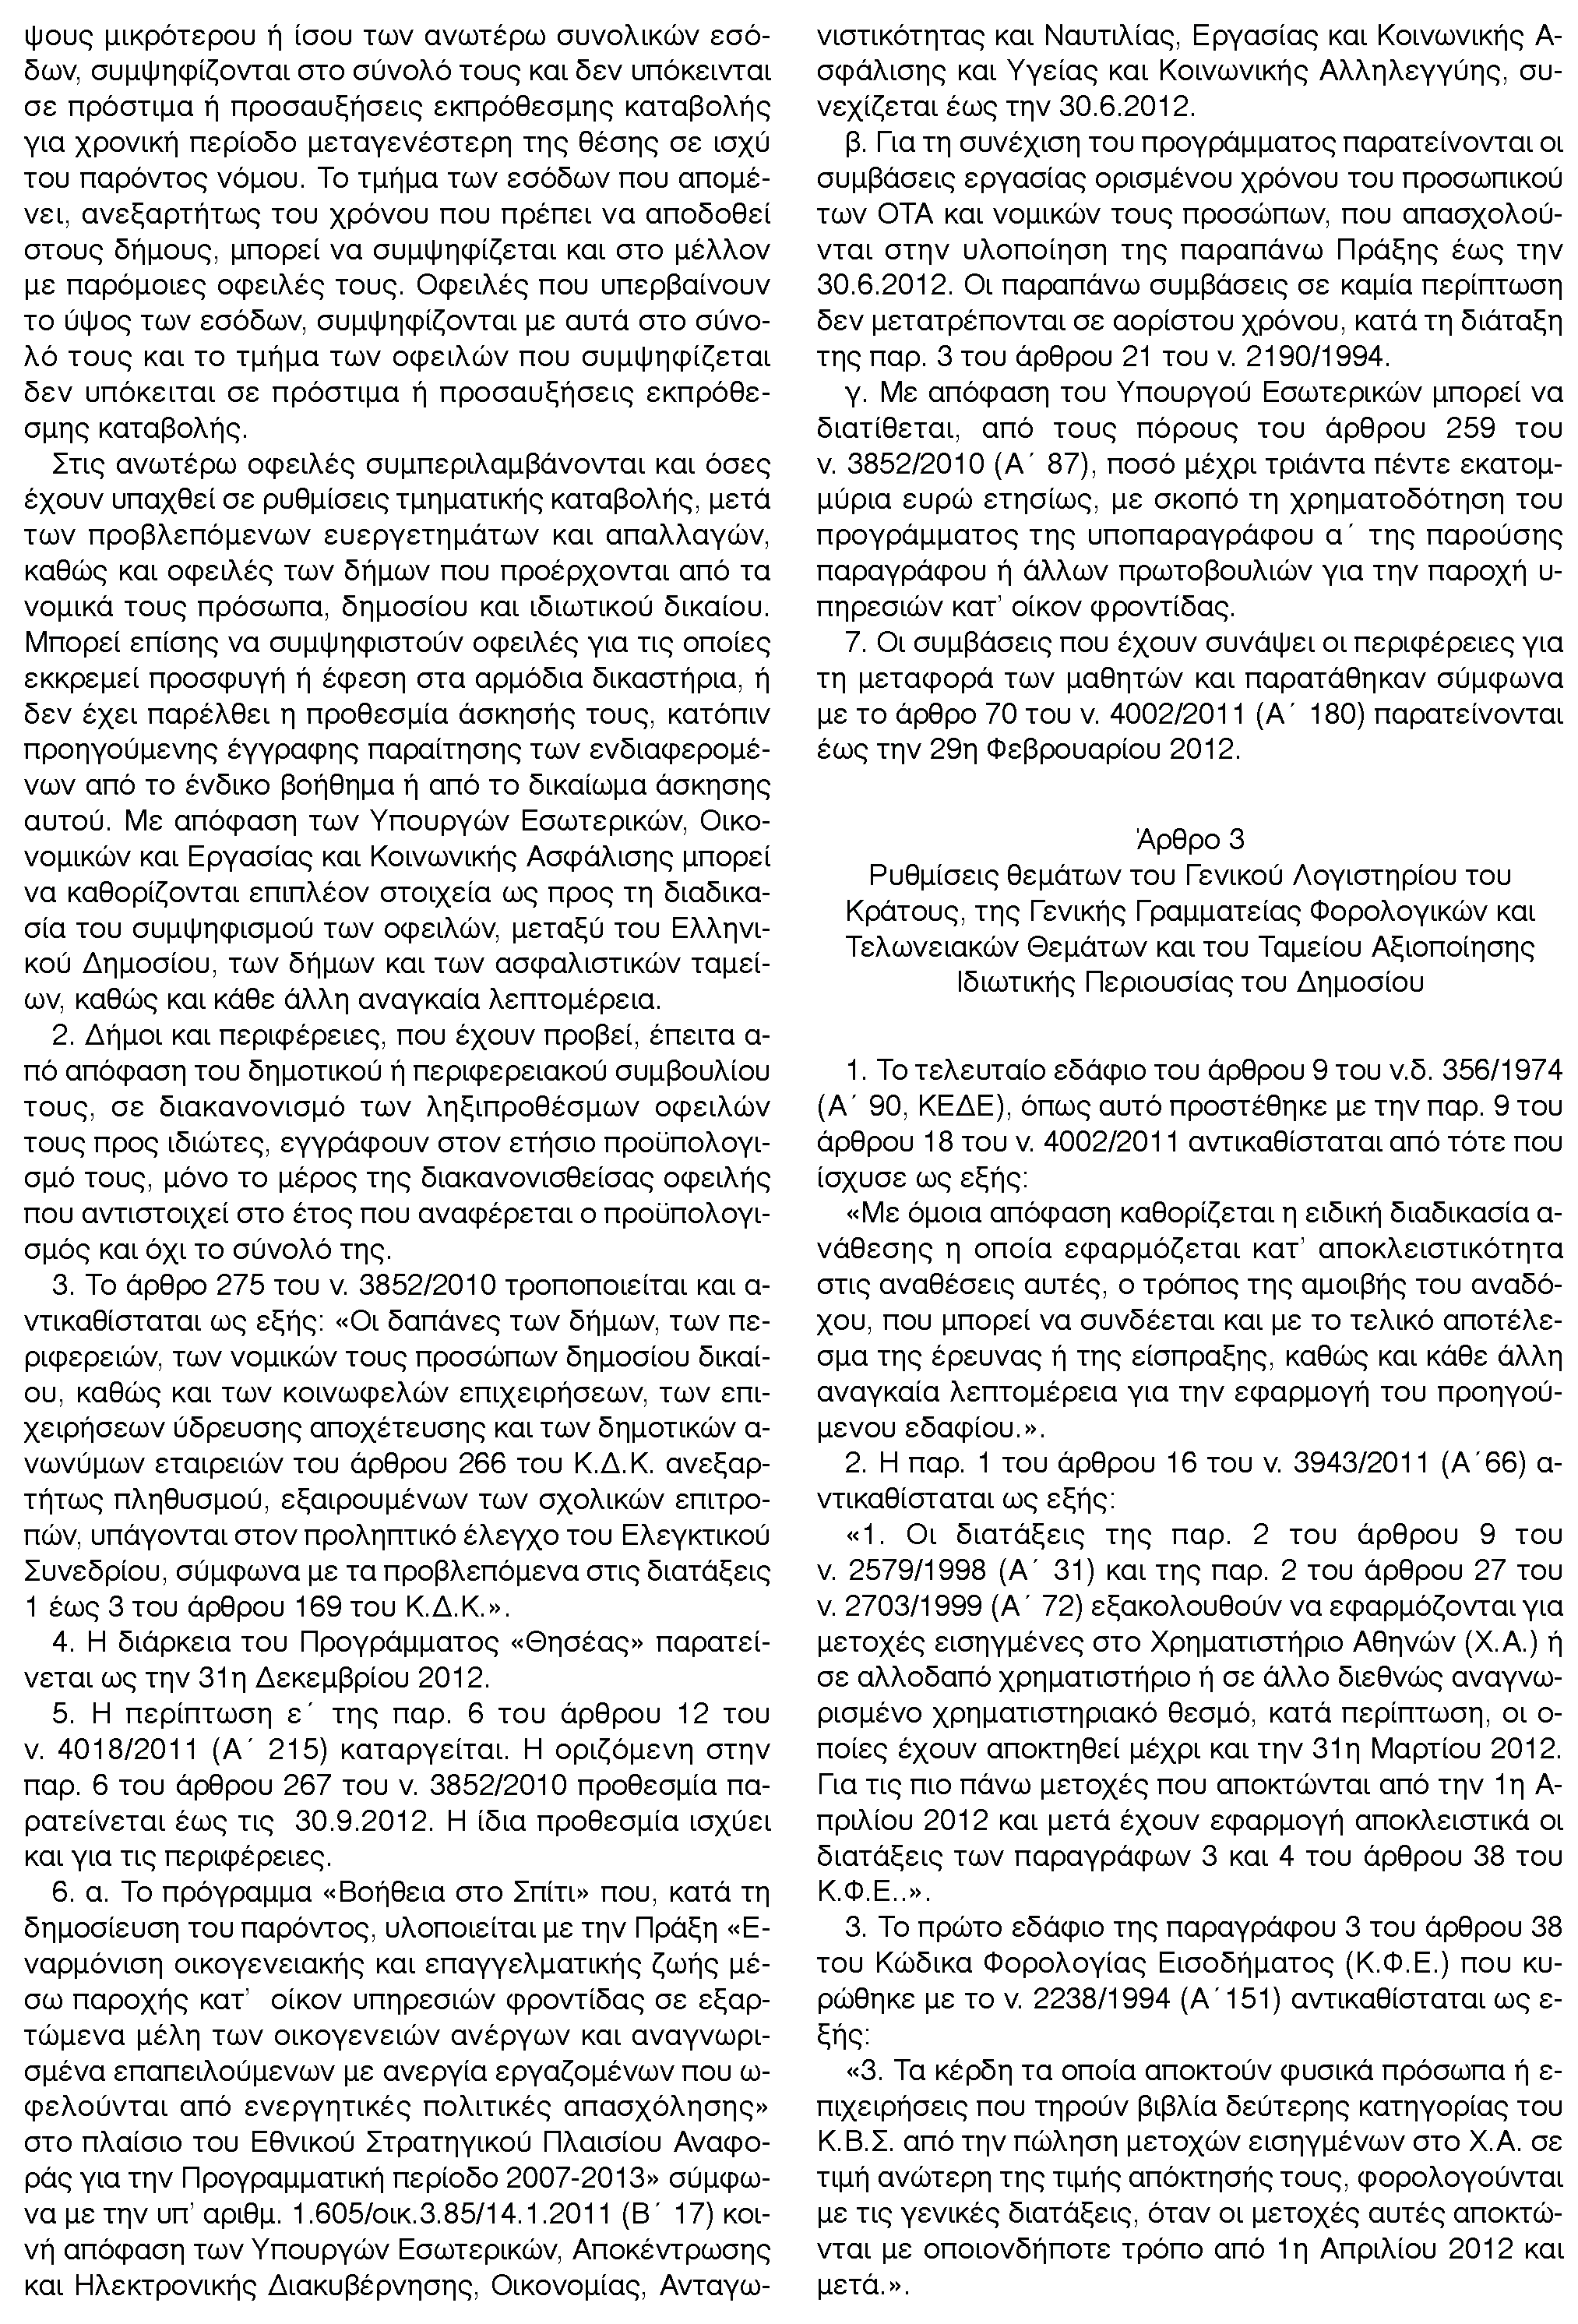 ψους μικρότερου ή ίσου των ανωτέρω συνολικών εσό-
δων, συμψηφίζονται στο σύνολό τους και δεν υπόκεινται
σε πρόστιμα ή προσαυξήσεις εκπρόθεσμης καταβολής
για χρονική περίοδο μεταγενέστερη της θέσης σε ισχύ
του παρόντος νόμου. Το τμήμα των εσόδων που απομέ-
νει, ανεξαρτήτως του χρόνου που πρέπει να αποδοθεί
στους δήμους, μπορεί να συμψηφίζεται και στο μέλλον
με παρόμοιες οφειλές τους. Οφειλές που υπερβαίνουν
το ύψος των εσόδων, συμψηφίζονται με αυτά στο σύνο-
λό τους και το τμήμα των οφειλών που συμψηφίζεται
δεν υπόκειται σε πρόστιμα ή προσαυξήσεις εκπρόθε-
σμης καταβολής.
Στις ανωτέρω οφειλές συμπεριλαμβάνονται και όσες
έχουν υπαχθεί σε ρυθμίσεις τμηματικής καταβολής, μετά
των προβλεπόμενων ευεργετημάτων και απαλλαγών,
καθώς και οφειλές των δήμων που προέρχονται από τα
νομικά τους πρόσωπα, δημοσίου και ιδιωτικού δικαίου.
Μπορεί επίσης να συμψηφιστούν οφειλές για τις οποίες
εκκρεμεί προσφυγή ή έφεση στα αρμόδια δικαστήρια, ή
δεν έχει παρέλθει η προθεσμία άσκησής τους, κατόπιν
προηγούμενης έγγραφης παραίτησης των ενδιαφερομέ-
νων από το ένδικο βοήθημα ή από το δικαίωμα άσκησης
αυτού. Με απόφαση των Υπουργών Εσωτερικών, Οικο-
νομικών και Εργασίας και Κοινωνικής Ασφάλισης μπορεί
να καθορίζονται επιπλέον στοιχεία ως προς τη διαδικα-
σία του συμψηφισμού των οφειλών, μεταξύ του Ελληνι-
κού Δημοσίου, των δήμων και των ασφαλιστικών ταμεί-
ων, καθώς και κάθε άλλη αναγκαία λεπτομέρεια.
2. Δήμοι και περιφέρειες, που έχουν προβεί, έπειτα α-
πό απόφαση του δημοτικού ή περιφερειακού συμβουλίου
τους, σε διακανονισμό των ληξιπροθέσμων οφειλών
τους προς ιδιώτες, εγγράφουν στον ετήσιο προϋπολογι-
σμό τους, μόνο το μέρος της διακανονισθείσας οφειλής
που αντιστοιχεί στο έτος που αναφέρεται ο προϋπολογι-
σμός και όχι το σύνολό της.
3. Το άρθρο 275 του ν. 3852/2010 τροποποιείται και α-
ντικαθίσταται ως εξής: «Οι δαπάνες των δήμων, των πε-
ριφερειών, των νομικών τους προσώπων δημοσίου δικαί-
ου, καθώς και των κοινωφελών επιχειρήσεων, των επι-
χειρήσεων ύδρευσης αποχέτευσης και των δημοτικών α-
νωνύμων εταιρειών του άρθρου 266 του Κ.Δ.Κ. ανεξαρ-
τήτως πληθυσμού, εξαιρουμένων των σχολικών επιτρο-
πών, υπάγονται στον προληπτικό έλεγχο του Ελεγκτικού
Συνεδρίου, σύμφωνα με τα προβλεπόμενα στις διατάξεις
1 έως 3 του άρθρου 169 του Κ.Δ.Κ.».
4. Η διάρκεια του Προγράμματος «Θησέας» παρατεί-
νεται ως την 31η Δεκεμβρίου 2012.
5. Η περίπτωση ε΄ της παρ. 6 του άρθρου 12 του
ν. 4018/2011 (Α΄ 215) καταργείται. Η οριζόμενη στην
παρ. 6 του άρθρου 267 του ν. 3852/2010 προθεσμία πα-
ρατείνεται έως τις 30.9.2012. Η ίδια προθεσμία ισχύει
και για τις περιφέρειες.
6. α. Το πρόγραμμα «Βοήθεια στο Σπίτι» που, κατά τη
δημοσίευση του παρόντος, υλοποιείται με την Πράξη «Ε-
ναρμόνιση οικογενειακής και επαγγελματικής ζωής μέ-
σω παροχής κατ’ οίκον υπηρεσιών φροντίδας σε εξαρ-
τώμενα μέλη των οικογενειών ανέργων και αναγνωρι-
σμένα επαπειλούμενων με ανεργία εργαζομένων που ω-
φελούνται από ενεργητικές πολιτικές απασχόλησης»
στο πλαίσιο του Εθνικού Στρατηγικού Πλαισίου Αναφο-
ράς για την Προγραμματική περίοδο 2007-2013» σύμφω-
να με την υπ’ αριθμ. 1.605/οικ.3.85/14.1.2011 (Β΄ 17) κοι-
νή απόφαση των Υπουργών Εσωτερικών, Αποκέντρωσης
και Ηλεκτρονικής Διακυβέρνησης, Οικονομίας, Ανταγω-
νιστικότητας και Ναυτιλίας, Εργασίας και Κοινωνικής Α-
σφάλισης και Υγείας και Κοινωνικής Αλληλεγγύης, συ-
νεχίζεται έως την 30.6.2012.
β. Για τη συνέχιση του προγράμματος παρατείνονται οι
συμβάσεις εργασίας ορισμένου χρόνου του προσωπικού
των ΟΤΑ και νομικών τους προσώπων, που απασχολού-
νται στην υλοποίηση της παραπάνω Πράξης έως την
30.6.2012. Οι παραπάνω συμβάσεις σε καμία περίπτωση
δεν μετατρέπονται σε αορίστου χρόνου, κατά τη διάταξη
της παρ. 3 του άρθρου 21 του ν. 2190/1994.
γ. Με απόφαση του Υπουργού Εσωτερικών μπορεί να
διατίθεται, από τους πόρους του άρθρου 259 του
ν. 3852/2010 (Α΄ 87), ποσό μέχρι τριάντα πέντε εκατομ-
μύρια ευρώ ετησίως, με σκοπό τη χρηματοδότηση του
προγράμματος της υποπαραγράφου α΄ της παρούσης
παραγράφου ή άλλων πρωτοβουλιών για την παροχή υ-
πηρεσιών κατ’ οίκον φροντίδας.
7. Οι συμβάσεις που έχουν συνάψει οι περιφέρειες για
τη μεταφορά των μαθητών και παρατάθηκαν σύμφωνα
με το άρθρο 70 του ν. 4002/2011 (Α΄ 180) παρατείνονται
έως την 29η Φεβρουαρίου 2012.
Άρθρο 3
Ρυθμίσεις θεμάτων του Γενικού Λογιστηρίου του
Κράτους, της Γενικής Γραμματείας Φορολογικών και
Τελωνειακών Θεμάτων και του Ταμείου Αξιοποίησης
Ιδιωτικής Περιουσίας του Δημοσίου
1. Το τελευταίο εδάφιο του άρθρου 9 του ν.δ. 356/1974
(Α΄ 90, ΚΕΔΕ), όπως αυτό προστέθηκε με την παρ. 9 του
άρθρου 18 του ν. 4002/2011 αντικαθίσταται από τότε που
ίσχυσε ως εξής:
«Με όμοια απόφαση καθορίζεται η ειδική διαδικασία α-
νάθεσης η οποία εφαρμόζεται κατ’ αποκλειστικότητα
στις αναθέσεις αυτές, ο τρόπος της αμοιβής του αναδό-
χου, που μπορεί να συνδέεται και με το τελικό αποτέλε-
σμα της έρευνας ή της είσπραξης, καθώς και κάθε άλλη
αναγκαία λεπτομέρεια για την εφαρμογή του προηγού-
μενου εδαφίου.».
2. Η παρ. 1 του άρθρου 16 του ν. 3943/2011 (Α΄66) α-
ντικαθίσταται ως εξής:
«1. Οι διατάξεις της παρ. 2 του άρθρου 9 του
ν. 2579/1998 (Α΄ 31) και της παρ. 2 του άρθρου 27 του
ν. 2703/1999 (Α΄ 72) εξακολουθούν να εφαρμόζονται για
μετοχές εισηγμένες στο Χρηματιστήριο Αθηνών (Χ.Α.) ή
σε αλλοδαπό χρηματιστήριο ή σε άλλο διεθνώς αναγνω-
ρισμένο χρηματιστηριακό θεσμό, κατά περίπτωση, οι ο-
ποίες έχουν αποκτηθεί μέχρι και την 31η Μαρτίου 2012.
Για τις πιο πάνω μετοχές που αποκτώνται από την 1η Α-
πριλίου 2012 και μετά έχουν εφαρμογή αποκλειστικά οι
διατάξεις των παραγράφων 3 και 4 του άρθρου 38 του
Κ.Φ.Ε..».
3. Το πρώτο εδάφιο της παραγράφου 3 του άρθρου 38
του Κώδικα Φορολογίας Εισοδήματος (Κ.Φ.Ε.) που κυ-
ρώθηκε με το ν. 2238/1994 (Α΄151) αντικαθίσταται ως ε-
ξής:
«3. Τα κέρδη τα οποία αποκτούν φυσικά πρόσωπα ή ε-
πιχειρήσεις που τηρούν βιβλία δεύτερης κατηγορίας του
Κ.Β.Σ. από την πώληση μετοχών εισηγμένων στο Χ.Α. σε
τιμή ανώτερη της τιμής απόκτησής τους, φορολογούνται
με τις γενικές διατάξεις, όταν οι μετοχές αυτές αποκτώ-
νται με οποιονδήποτε τρόπο από 1η Απριλίου 2012 και
μετά.».